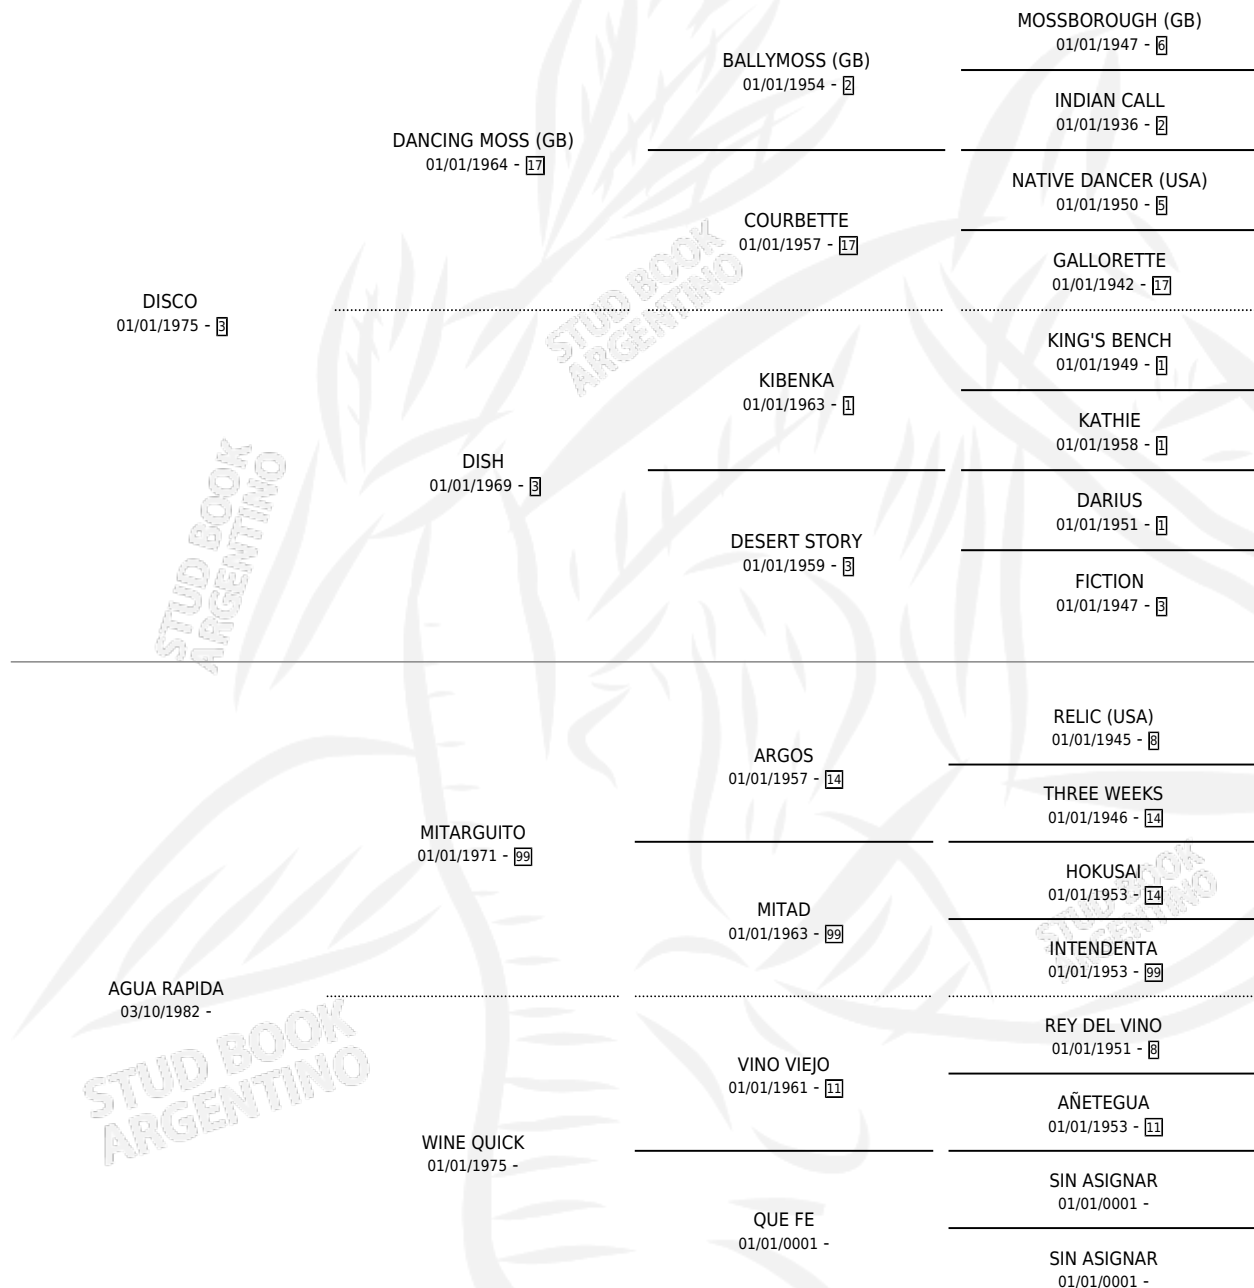 MOSSBOROUGH (GB)
01/01/1947 - 6
BALLYMOSS (GB)
01/01/1954 - 2
INDIAN CALL
01/01/1936 - 2
DANCING MOSS (GB)
01/01/1964 - 17
NATIVE DANCER (USA)
01/01/1950 - 5
COURBETTE
01/01/1957 - 17
GALLORETTE
01/01/1942 - 17
DISCO
01/01/1975 - 3
KING'S BENCH
01/01/1949 - 1
KIBENKA
01/01/1963 - 1
KATHIE
01/01/1958 - 1
DISH
01/01/1969 - 3
DARIUS
01/01/1951 - 1
DESERT STORY
01/01/1959 - 3
FICTION
01/01/1947 - 3
RELIC (USA)
01/01/1945 - 8
ARGOS
01/01/1957 - 14
THREE WEEKS
01/01/1946 - 14
MITARGUITO
01/01/1971 - 99
HOKUSAI
01/01/1953 - 14
MITAD
01/01/1963 - 99
INTENDENTA
01/01/1953 - 99
AGUA RAPIDA
03/10/1982 -
REY DEL VINO
01/01/1951 - 8
VINO VIEJO
01/01/1961 - 11
AÑETEGUA
01/01/1953 - 11
WINE QUICK
01/01/1975 -
SIN ASIGNAR
01/01/0001 -
QUE FE
01/01/0001 -
SIN ASIGNAR
01/01/0001 -
STUD BOOK
ARGENTINO
STUD BOOK
ARGENTINO
STUD BOOK
ARGENTINO
STUD BOOK
ARGENTINO